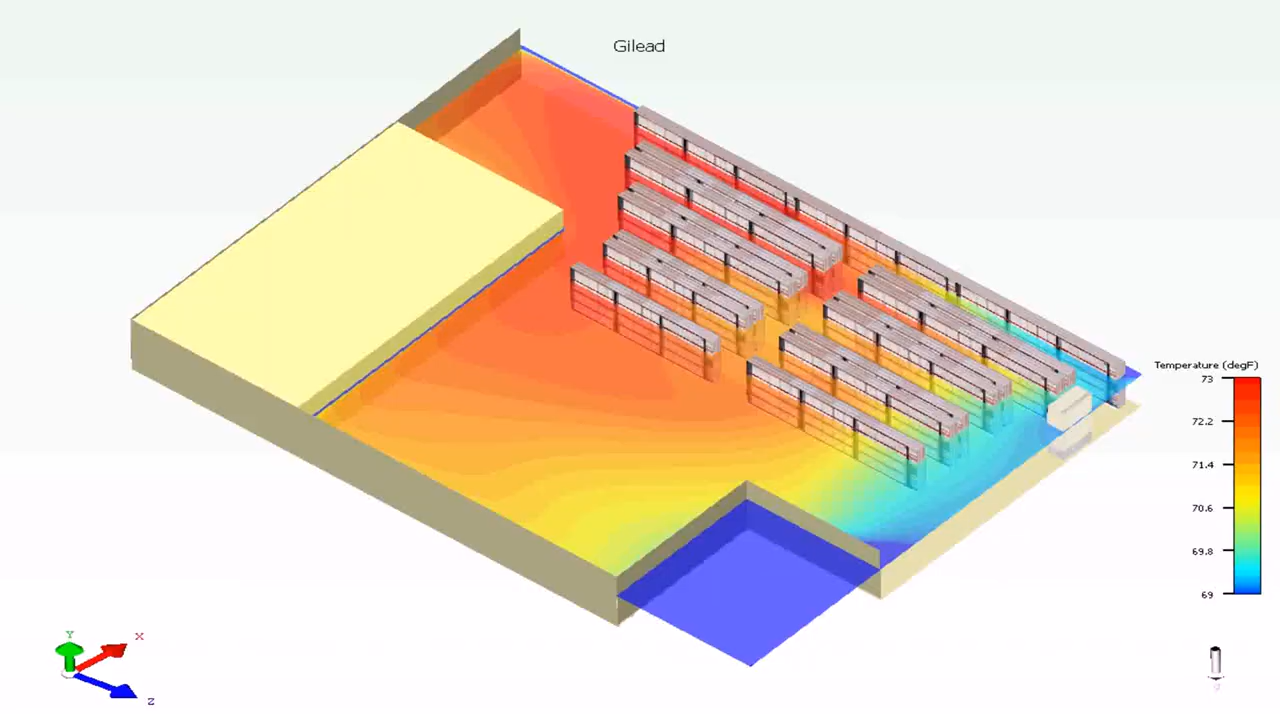 Gilead
Temperature (degF)
73
72.2
71.4
70.6
69.8
69
Y
X
Z
g